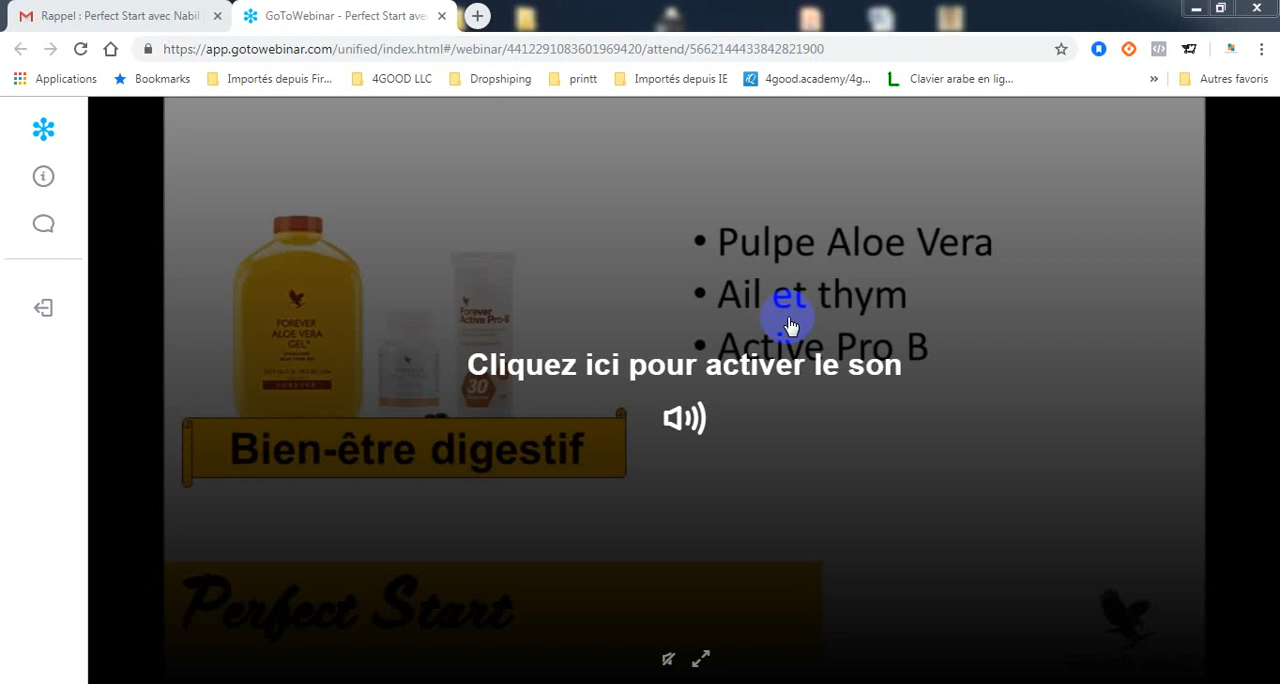 Rappel : Perfect Start avec Nabil
GoToWebinar - Perfect Start ave
https://app.gotowebinar.com/unified/index.html#/webinar/4412291083601969420/attend/5662144433842821900
Applications
Bookmarks
Importés depuis Fir...
4GOOD LLC
Dropshiping
printt
Importés depuis IE
4good.academy/4g...
Clavier arabe en lig...
»
Autres favoris
• Pulpe Aloe Vera
• Ail et thym
• Active Pro B
FOREVER
ALOE VERA
GEL
FOREVER
Forever
Active Pro-B
30
Cliquez ici pour activer le son
Bien-être digestif
Perfect Start